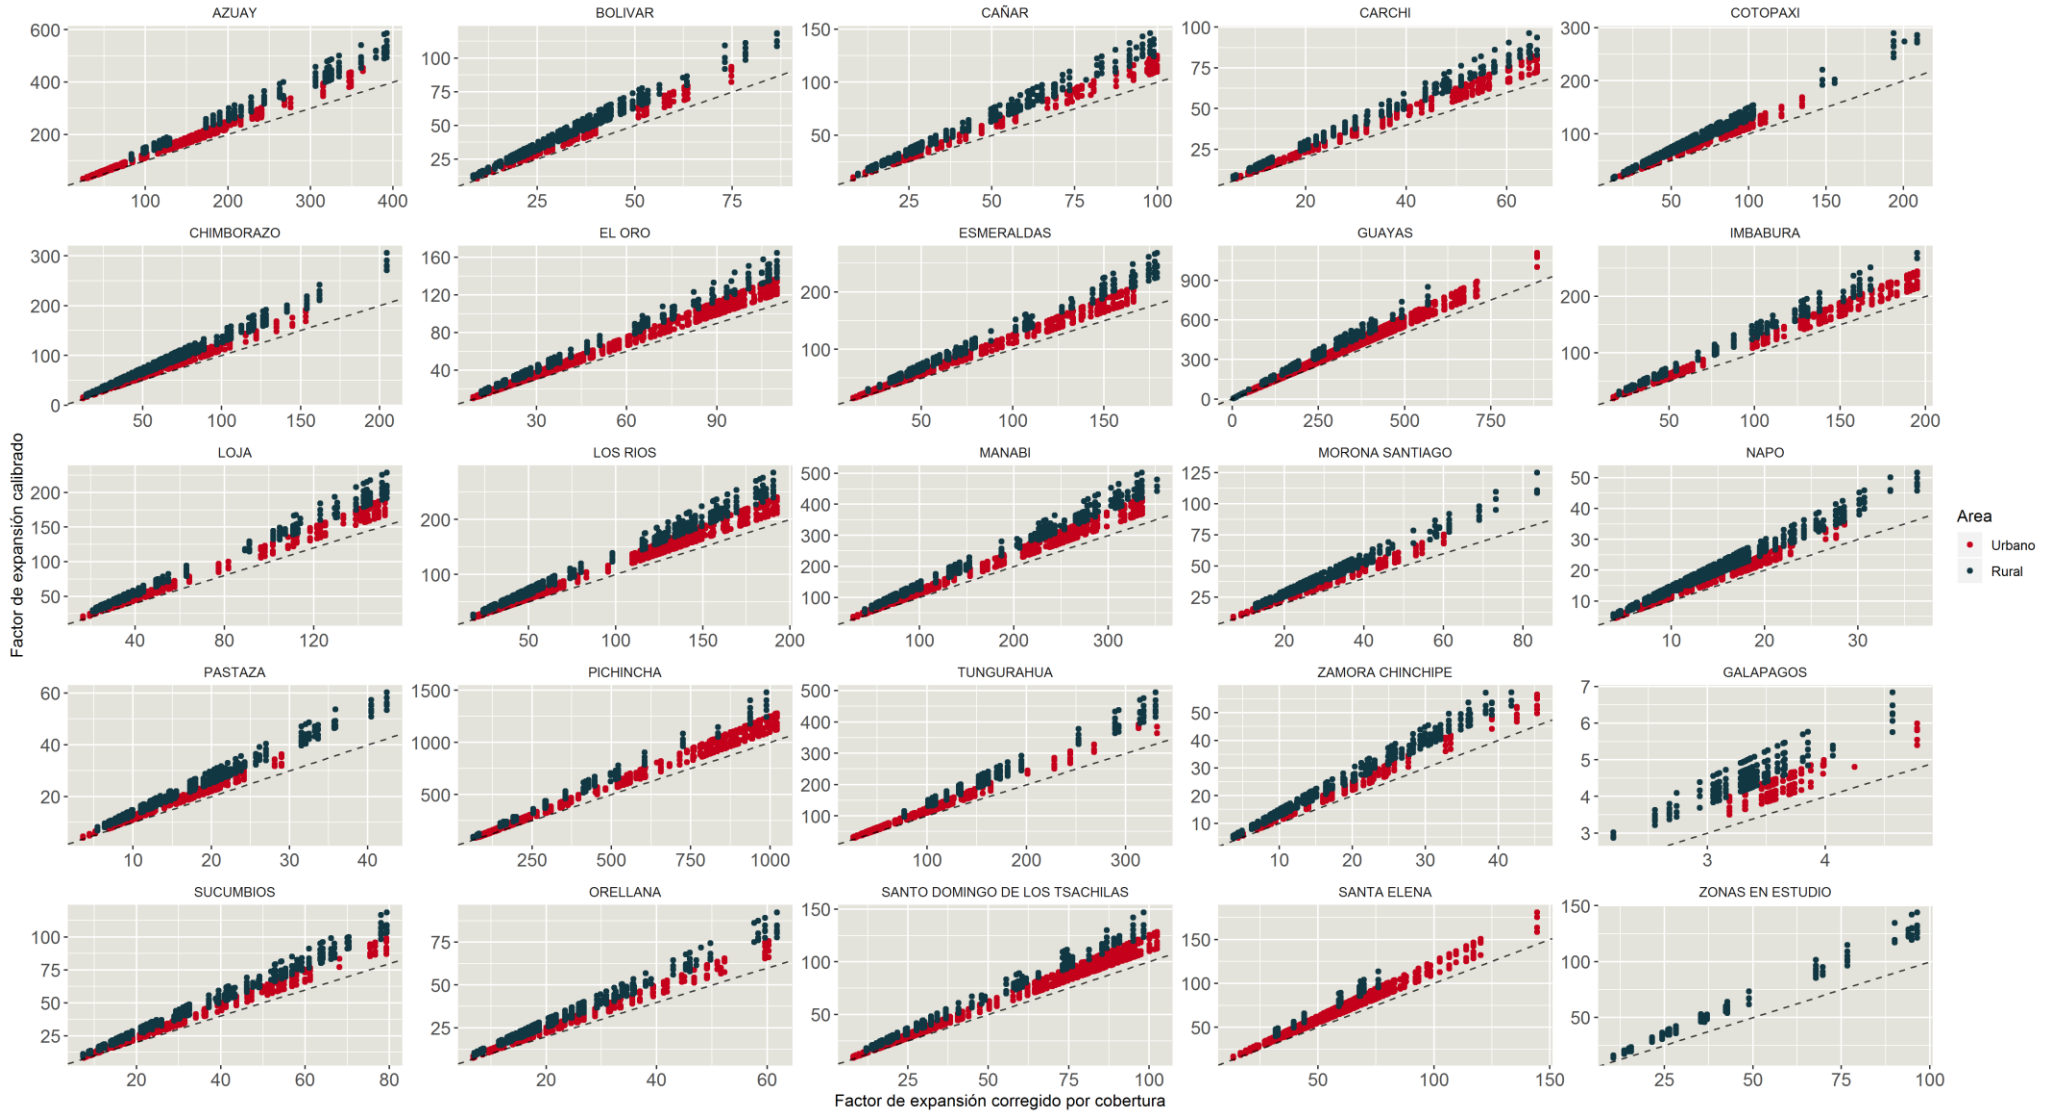 AZUAY
BOLIVAR
CAÑAR
CARCHI
COTOPAXI
600
400
200
100 200 300 400
100
75
50
25
25 50 75
150
100
50
25 50 75 100
100
75
50
25
20 40 60
300
200
100
50 100 150 200
CHIMBORAZO
EL ORO
ESMERALDAS
GUAYAS
IMBABURA
300
200
100
0
50 100 150 200
160
120
80
40
30 60 90
200
100
50 100 150
900
600
300
0
0 250 500 750
200
100
50 100 150 200
LOJA
LOS RIOS
MANABI
MORONA SANTIAGO
NAPO
200
150
100
50
40 80 120
200
100
50 100 150 200
500
400
300
200
100
100 200 300
125
100
75
50
25
20 40 60 80
50
40
30
20
10
10 20 30
PASTAZA
PICHINCHA
TUNGURAHUA
ZAMORA CHINCHIPE
GALAPAGOS
60
40
20
10 20 30 40
1500
1000
500
250 500 750 1000
500
400
300
200
100
100 200 300
50
40
30
20
10
10 20 30 40
7
6
5
4
3
3 4
SUCUMBIOS
ORELLANA
SANTO DOMINGO DE LOS TSACHILAS
SANTA ELENA
ZONAS EN ESTUDIO
100
75
50
25
20 40 60 80
75
50
25
20 40 60
150
100
50
25 50 75 100
150
100
50
50 100 150
150
100
50
25 50 75 100
Factor de expansión calibrado
Factor de expansión corregido por cobertura
Area
Urbano
Rural